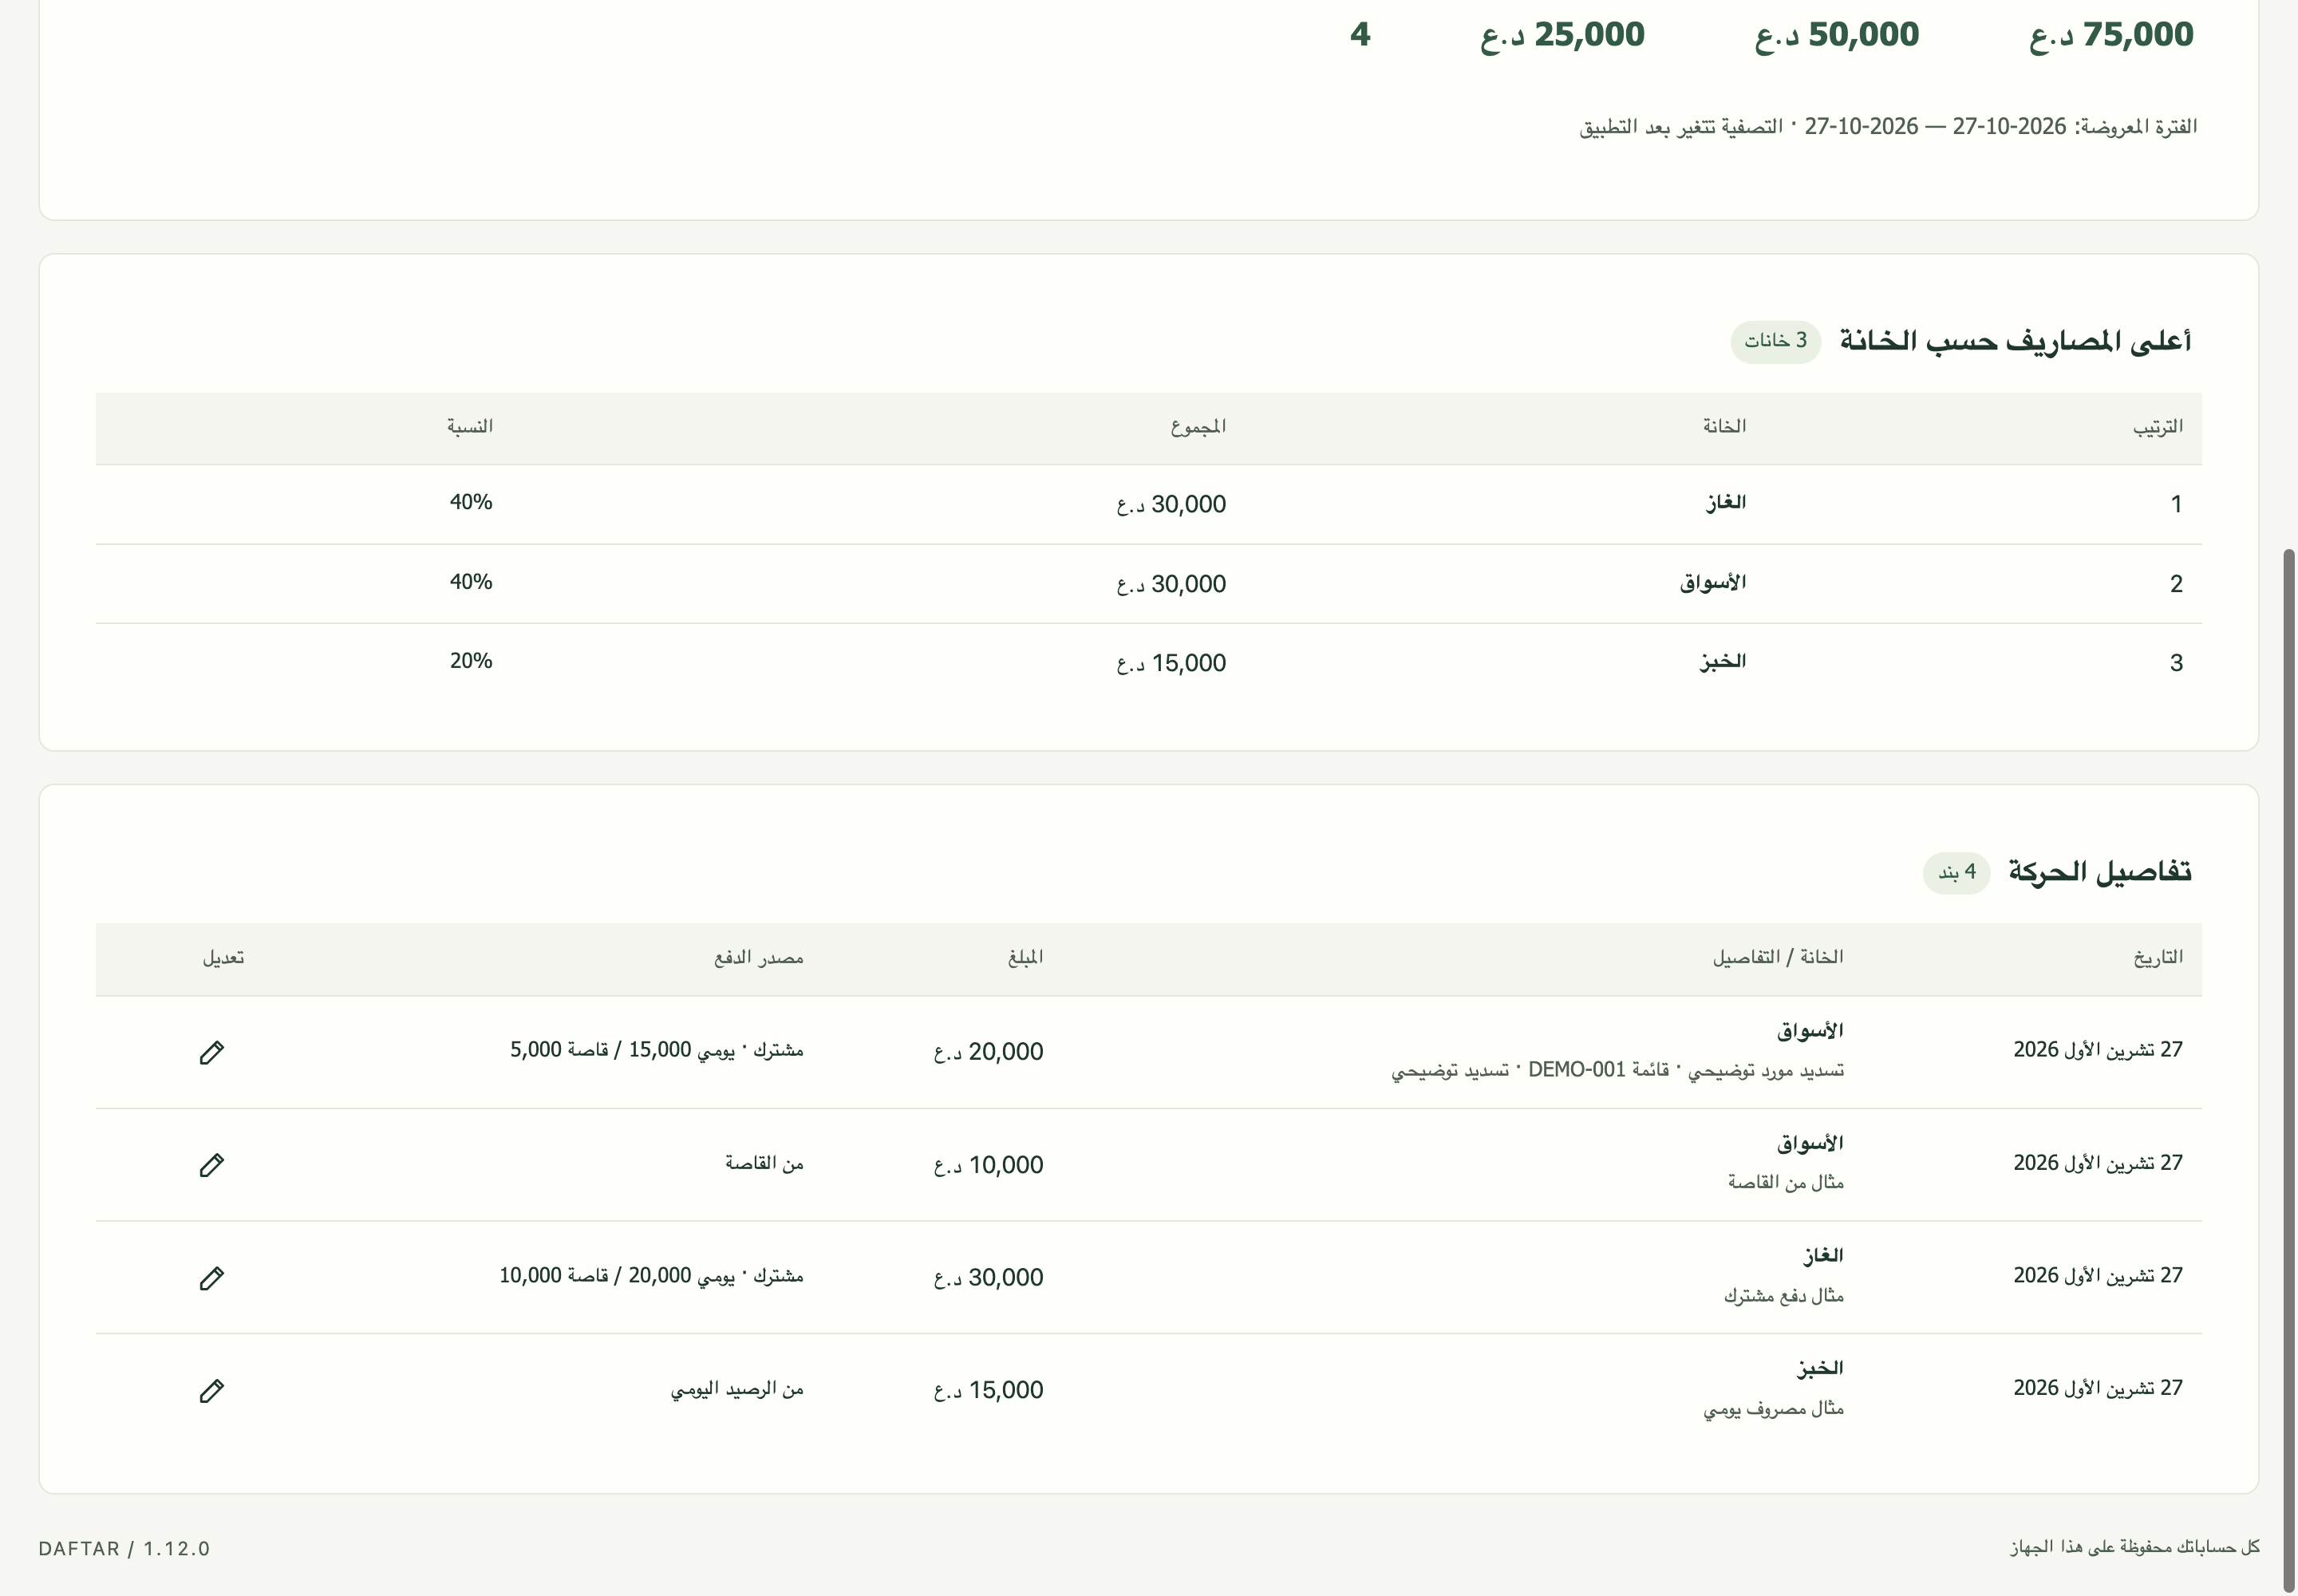 75,000 د.ع 50,000 د.ع 25,000 د.ع 4
الفترة المعروضة: 2026-10-27 — 2026-10-27 · التصفية تتغير بعد التطبيق
أعلى المصاريف حسب الخانة 3 خانات
الترتيب الخانة المجموع النسبة
1 الغاز 30,000 د.ع 40%
2 الأسواق 30,000 د.ع 40%
3 الخبز 15,000 د.ع 20%
تفاصيل الحركة 4 بند
التاريخ الخانة / التفاصيل المبلغ مصدر الدفع تعديل
27 تشرين الأول 2026 الأسواق 20,000 د.ع مشترك · يومي 15,000 / قاصة 5,000
تسديد مورد توضيحي · قائمة DEMO-001 · تسديد توضيحي
27 تشرين الأول 2026 الأسواق 10,000 د.ع من القاصة
مثال من القاصة
27 تشرين الأول 2026 الغاز 30,000 د.ع مشترك · يومي 20,000 / قاصة 10,000
مثال دفع مشترك
27 تشرين الأول 2026 الخبز 15,000 د.ع من الرصيد اليومي
مثال مصروف يومي
كل حساباتك محفوظة على هذا الجهاز DAFTAR / 1.12.0